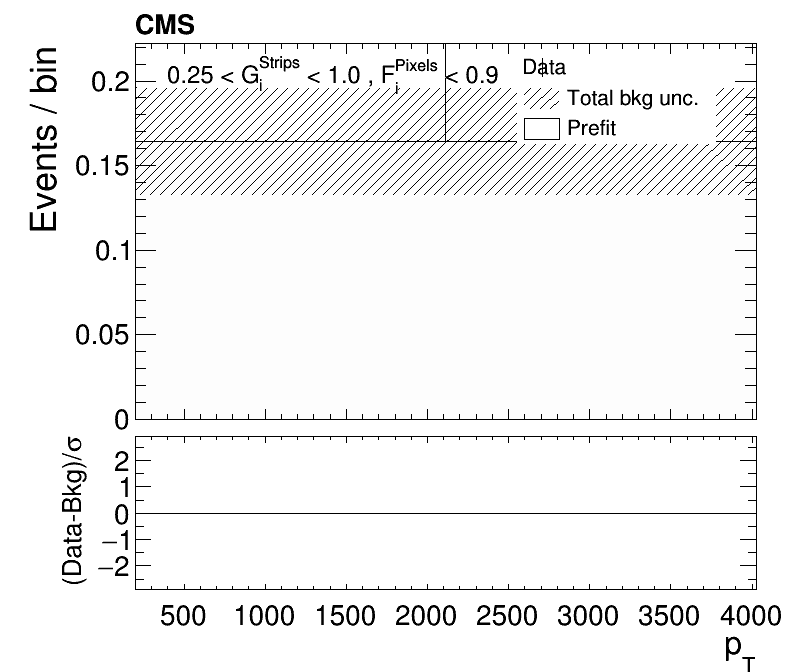 CMS
Events / bin
0.25 < G_i^Strips < 1.0 , F_i^Pixels < 0.9
Data
Total bkg unc.
Prefit
0.2
0.15
0.1
0.05
0
(Data-Bkg)/σ
2
1
0
−1
−2
500 1000 1500 2000 2500 3000 3500 4000
p_T